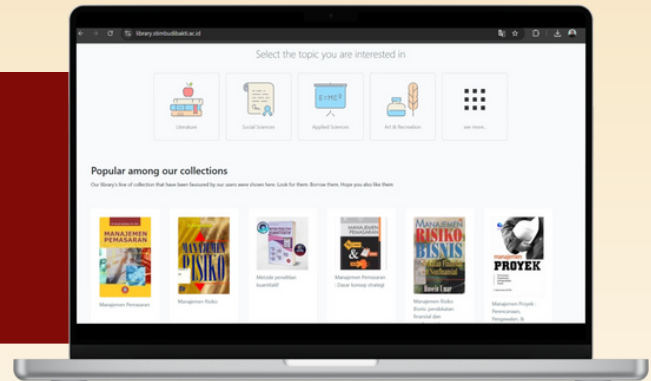 library.stimbudibakti.ac.id
Select the topic you are interested in
Literature
Social Sciences
Applied Sciences
Art & Recreation
see more..
Popular among our collections
Our library's line of collection that have been favoured by our users were shown here. Look for them. Borrow them. Hope you also like them
MANAJEMEN
PEMASARAN
MANAJEMEN
RISIKO
MANAJEMEN
PEMASARAN
&
MANAJEMEN
RISIKO
BISNIS
Husein Umar
manajemen
PROYEK
Manajemen Pemasaran
Manajemen Risiko
Metode penelitian
kuantitatif
Manajemen Pemasaran
: Dasar konsep strategi
Manajemen Risiko
Bisnis: pendekatan
finansial dan
Manajemen Proyek :
Perencanaan,
Penjadwalan, &